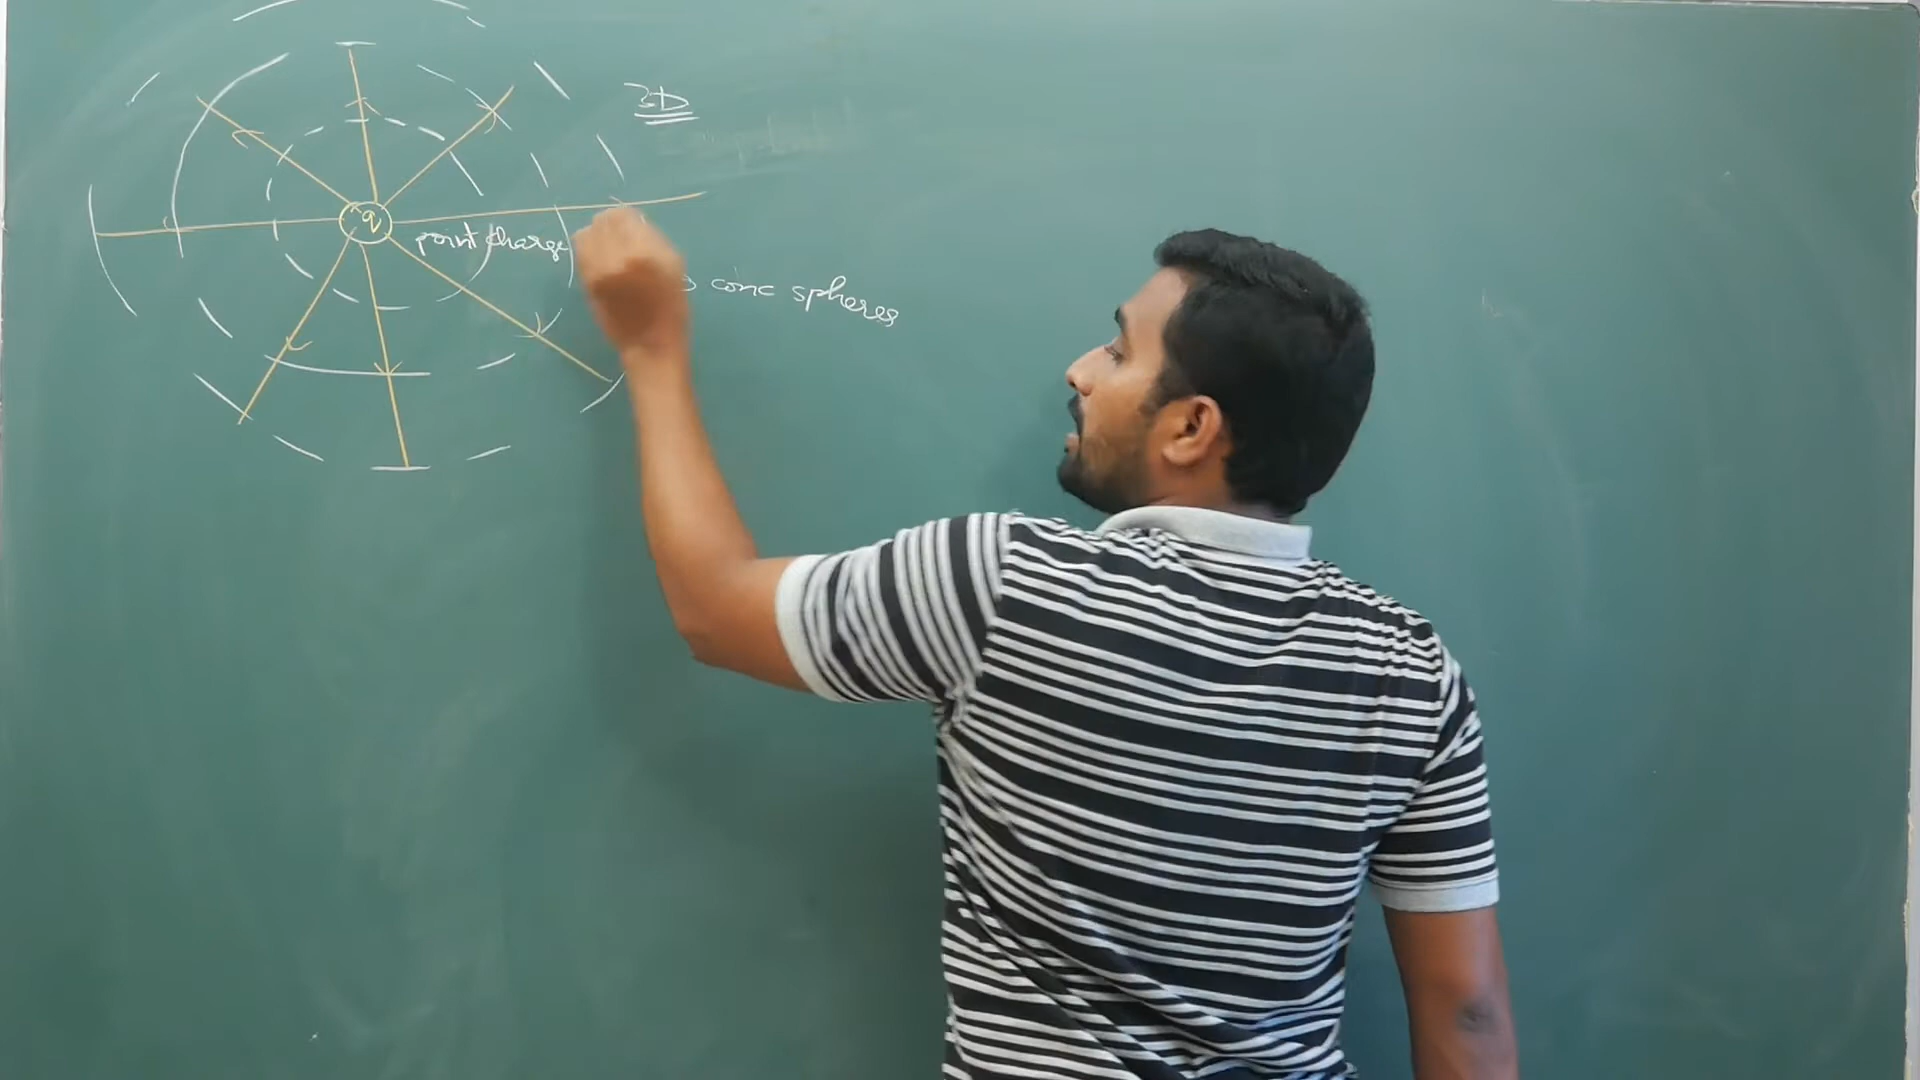 3D
q
point charge
conc spheres